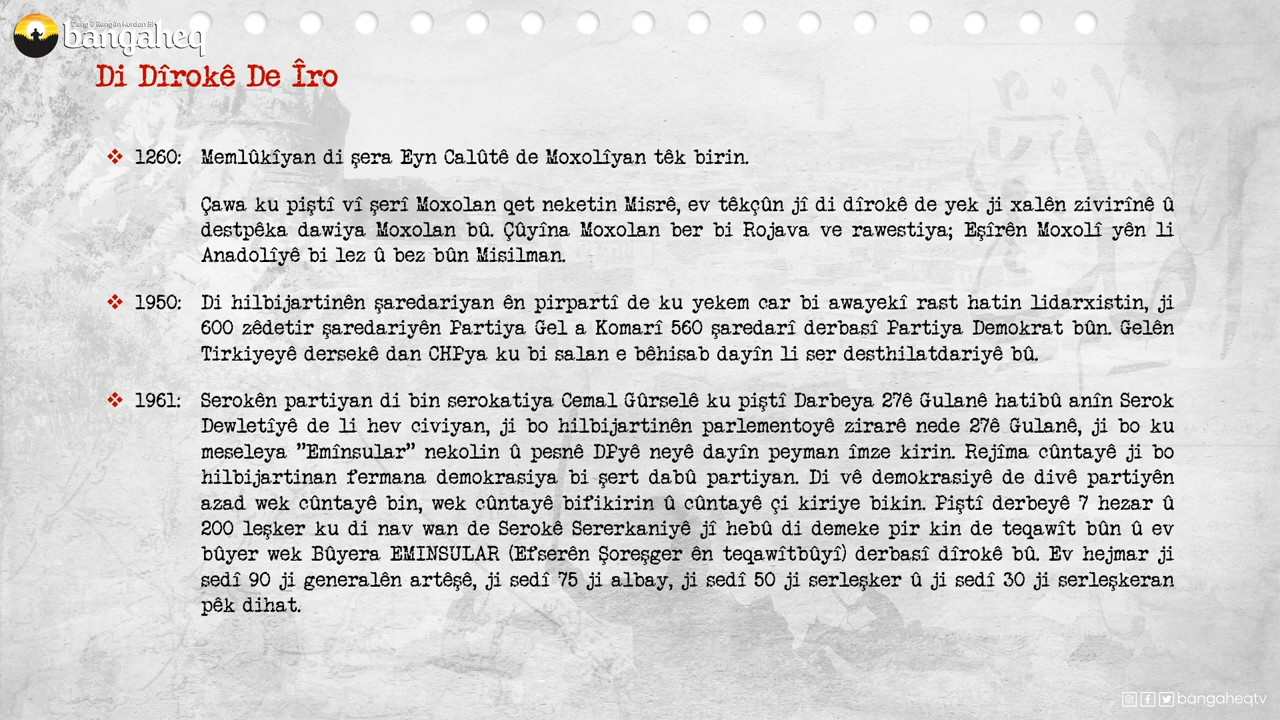 Deng û Rengên Kurdan Bi
bangaheq
Di Dîrokê De Îro
❖ 1260: Memlûkîyan di şera Eyn Calûtê de Moxolîyan têk birin.
Çawa ku piştî vî şerî Moxolan qet neketin Misrê, ev têkçûn jî di dîrokê de yek ji xalên zivirînê û
destpêka dawiya Moxolan bû. Çûyîna Moxolan ber bi Rojava ve rawestiya; Eşîrên Moxolî yên li
Anadolîyê bi lez û bez bûn Misilman.
❖ 1950: Di hilbijartinên şaredariyan ên pirpartî de ku yekem car bi awayekî rast hatin lidarxistin, ji
600 zêdetir şaredariyên Partiya Gel a Komarî 560 şaredarî derbasî Partiya Demokrat bûn. Gelên
Tirkiyeyê dersekê dan CHPya ku bi salan e bêhisab dayîn li ser desthilatdariyê bû.
❖ 1961: Serokên partiyan di bin serokatiya Cemal Gûrselê ku piştî Darbeya 27ê Gulanê hatibû anîn Serok
Dewletîyê de li hev civiyan, ji bo hilbijartinên parlementoyê zirarê nede 27ê Gulanê, ji bo ku
meseleya ”Emînsular” nekolin û pesnê DPyê neyê dayîn peyman îmze kirin. Rejîma cûntayê ji bo
hilbijartinan fermana demokrasiya bi şert dabû partiyan. Di vê demokrasiyê de divê partiyên
azad wek cûntayê bin, wek cûntayê bifikirin û cûntayê çi kiriye bikin. Piştî derbeyê 7 hezar û
200 leşker ku di nav wan de Serokê Sererkaniyê jî hebû di demeke pir kin de teqawît bûn û ev
bûyer wek Bûyera EMINSULAR (Efserên Şoreşger ên teqawîtbûyî) derbasî dîrokê bû. Ev hejmar ji
sedî 90 ji generalên artêşê, ji sedî 75 ji albay, ji sedî 50 ji serleşker û ji sedî 30 ji serleşkeran
pêk dihat.
bangaheqtv